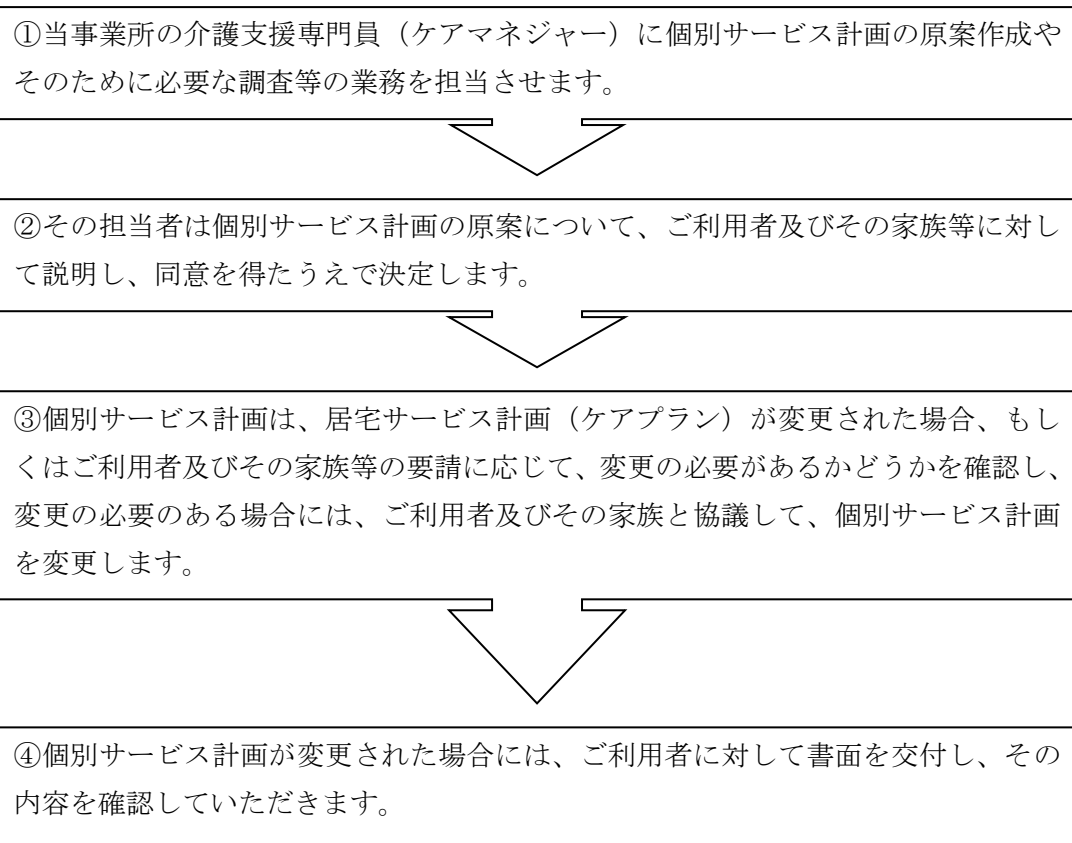 ①当事業所の介護支援専門員（ケアマネジャー）に個別サービス計画の原案作成や
そのために必要な調査等の業務を担当させます。
②その担当者は個別サービス計画の原案について、ご利用者及びその家族等に対し
て説明し、同意を得たうえで決定します。
③個別サービス計画は、居宅サービス計画（ケアプラン）が変更された場合、もし
くはご利用者及びその家族等の要請に応じて、変更の必要があるかどうかを確認し、
変更の必要のある場合には、ご利用者及びその家族と協議して、個別サービス計画
を変更します。
④個別サービス計画が変更された場合には、ご利用者に対して書面を交付し、その
内容を確認していただきます。